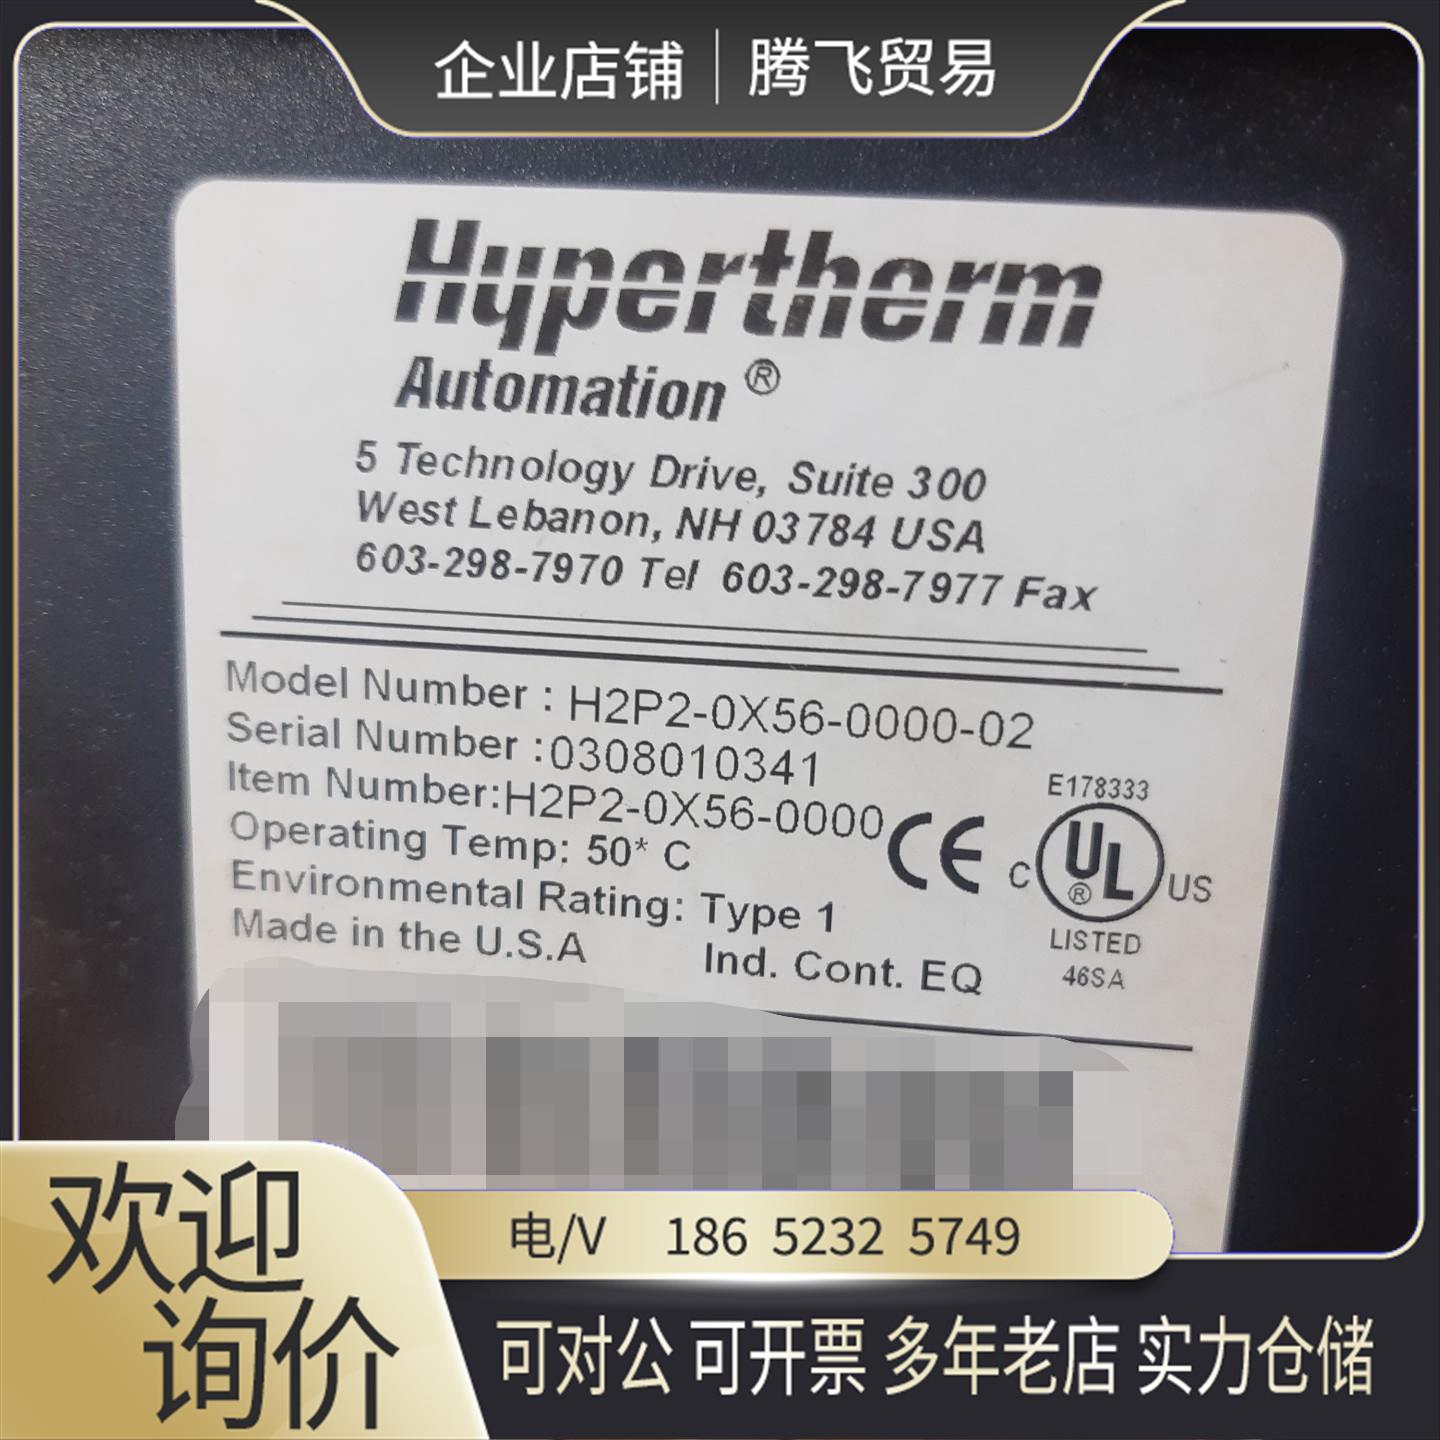 企业店铺 | 腾飞贸易
Hypertherm
Automation ®
5 Technology Drive, Suite 300
West Lebanon, NH 03784 USA
603-298-7970 Tel 603-298-7977 Fax
Model Number : H2P2-0X56-0000-02
Serial Number :0308010341
Item Number:H2P2-0X56-0000
Operating Temp: 50* C
Environmental Rating: Type 1
Made in the U.S.A Ind. Cont. EQ
CE
E178333
C UL ® US
LISTED
46SA
欢迎
询价
电/V 186 5232 5749
可对公 可开票 多年老店 实力仓储